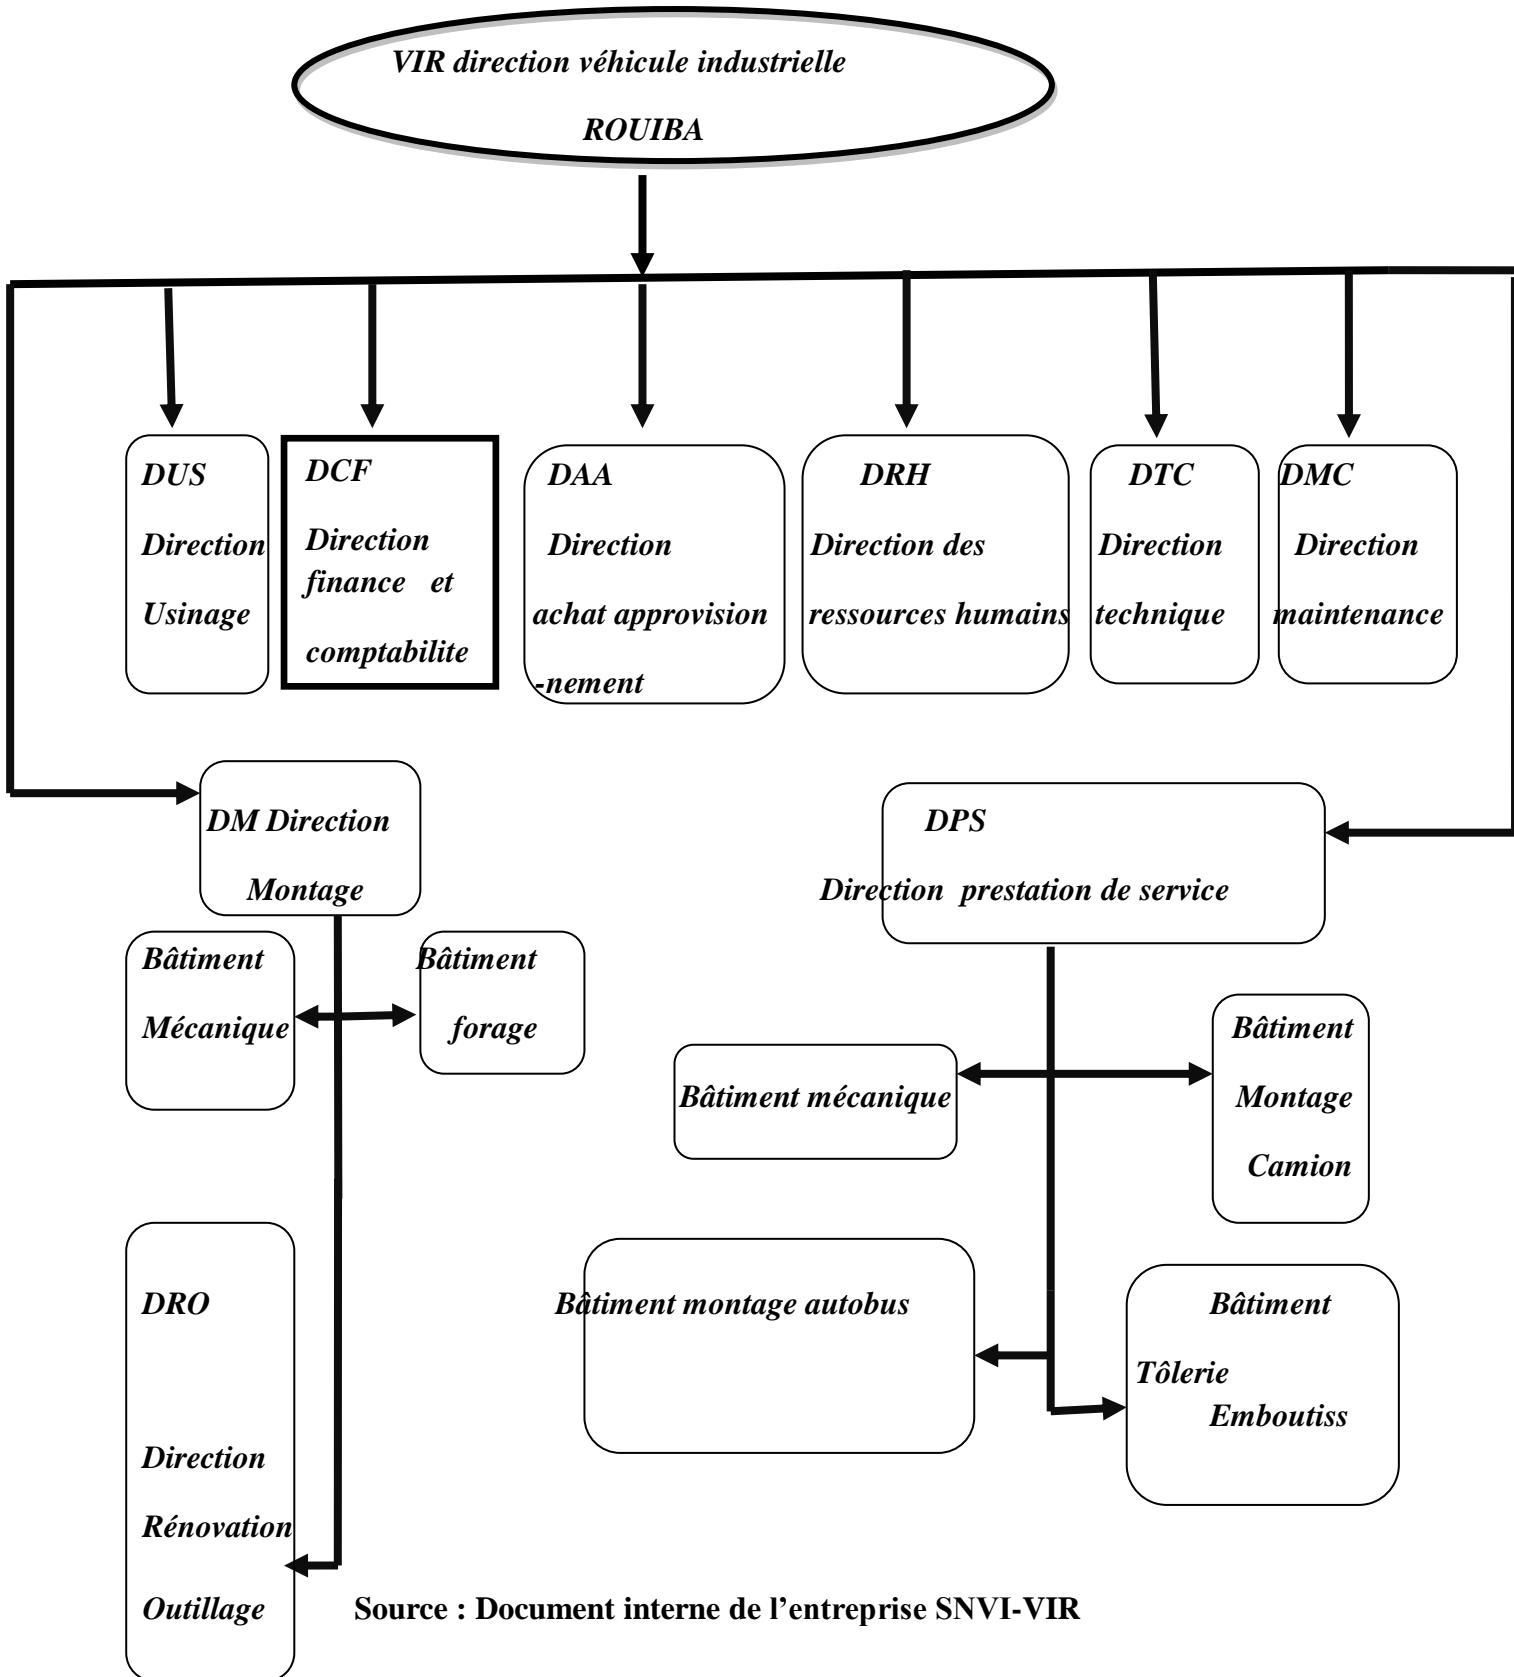 VIR direction véhicule industrielle
ROUIBA
DUS
Direction
Usinage
DCF
Direction
finance et
comptabilite
DAA
Direction
achat approvision
-nement
DRH
Direction des
ressources humains
DTC
Direction
technique
DMC
Direction
maintenance
DM Direction
Montage
DPS
Direction prestation de service
Bâtiment
Mécanique
Bâtiment
forage
Bâtiment mécanique
Bâtiment
Montage
Camion
DRO
Direction
Rénovation
Outillage
Bâtiment montage autobus
Bâtiment
Tôlerie
Emboutiss
Source : Document interne de l’entreprise SNVI-VIR